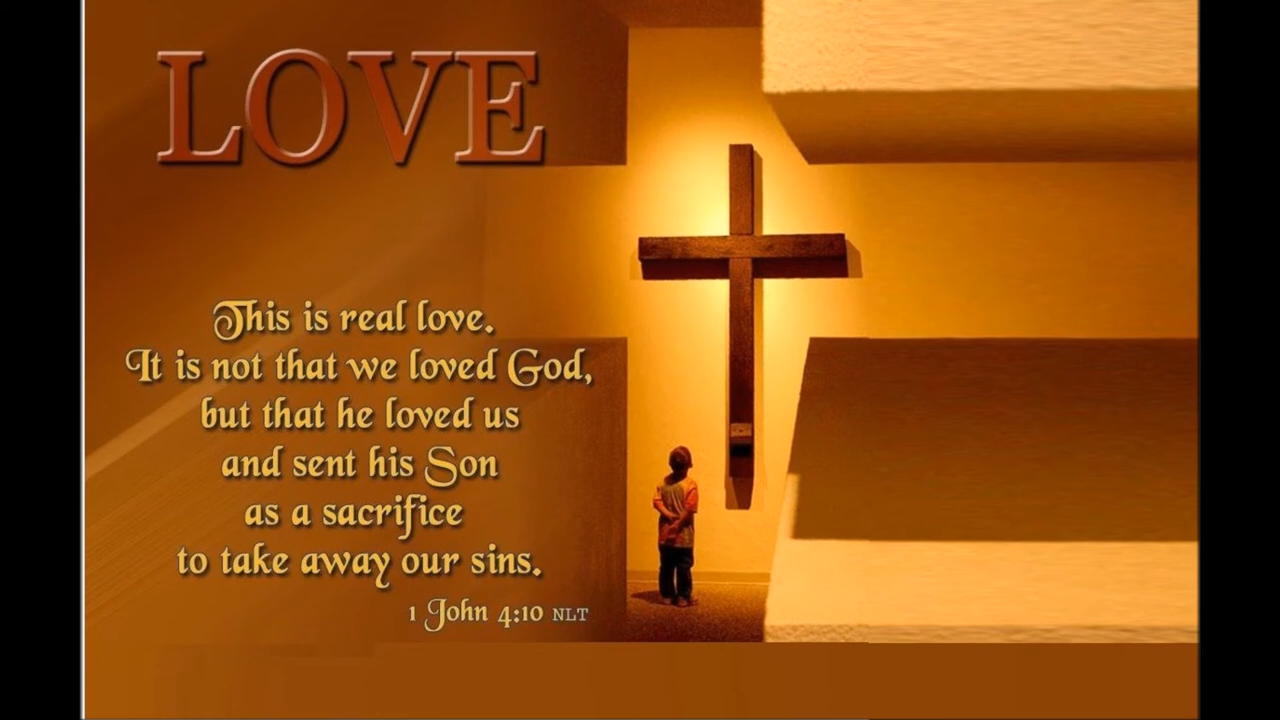 LOVE
This is real love.
It is not that we loved God,
but that he loved us
and sent his Son
as a sacrifice
to take away our sins.
1 John 4:10 NLT